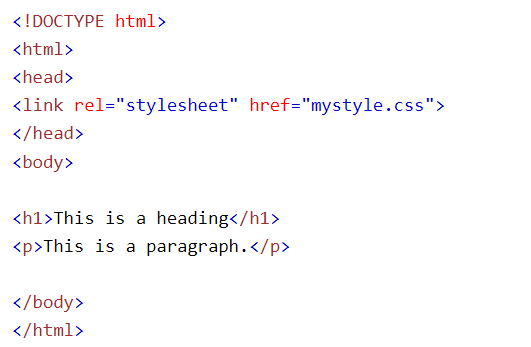 <!DOCTYPE html>
<html>
<head>
<link rel="stylesheet" href="mystyle.css">
</head>
<body>
<h1>This is a heading</h1>
<p>This is a paragraph.</p>
</body>
</html>